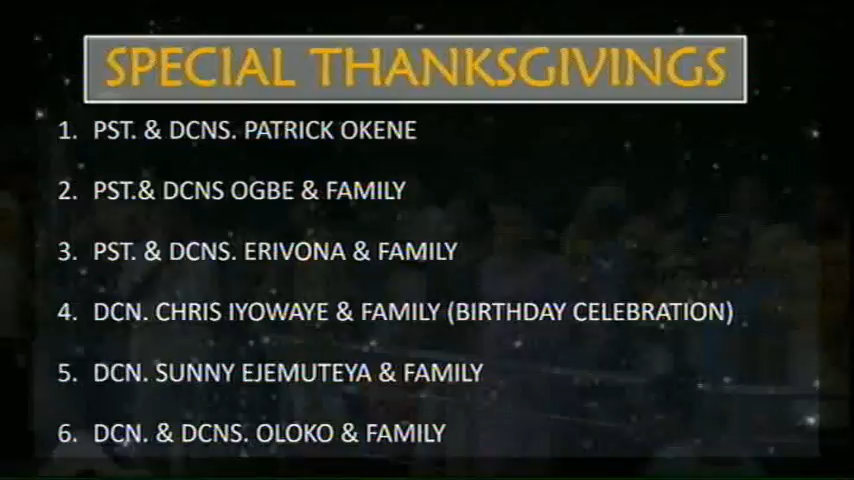 SPECIAL THANKSGIVINGS
1. PST. & DCNS. PATRICK OKENE
2. PST.& DCNS OGBE & FAMILY
3. PST. & DCNS. ERIVONA & FAMILY
4. DCN. CHRIS IYOWAYE & FAMILY (BIRTHDAY CELEBRATION)
5. DCN. SUNNY EJEMUTEYA & FAMILY
6. DCN. & DCNS. OLOKO & FAMILY